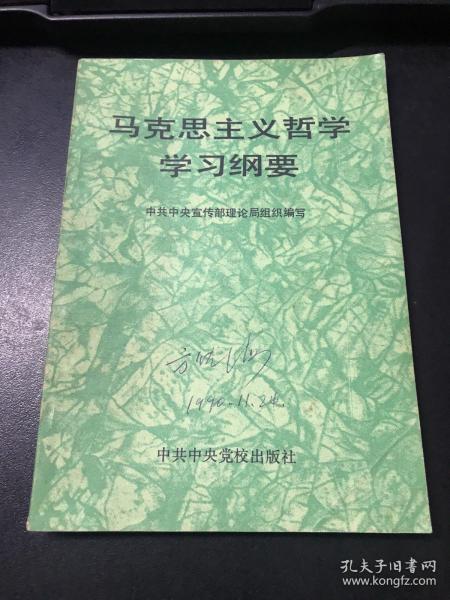 马克思主义哲学
学习纲要
中共中央宣传部理论局组织编写
1990.11.24.
中共中央党校出版社
孔夫子旧书网
www.kongfz.com